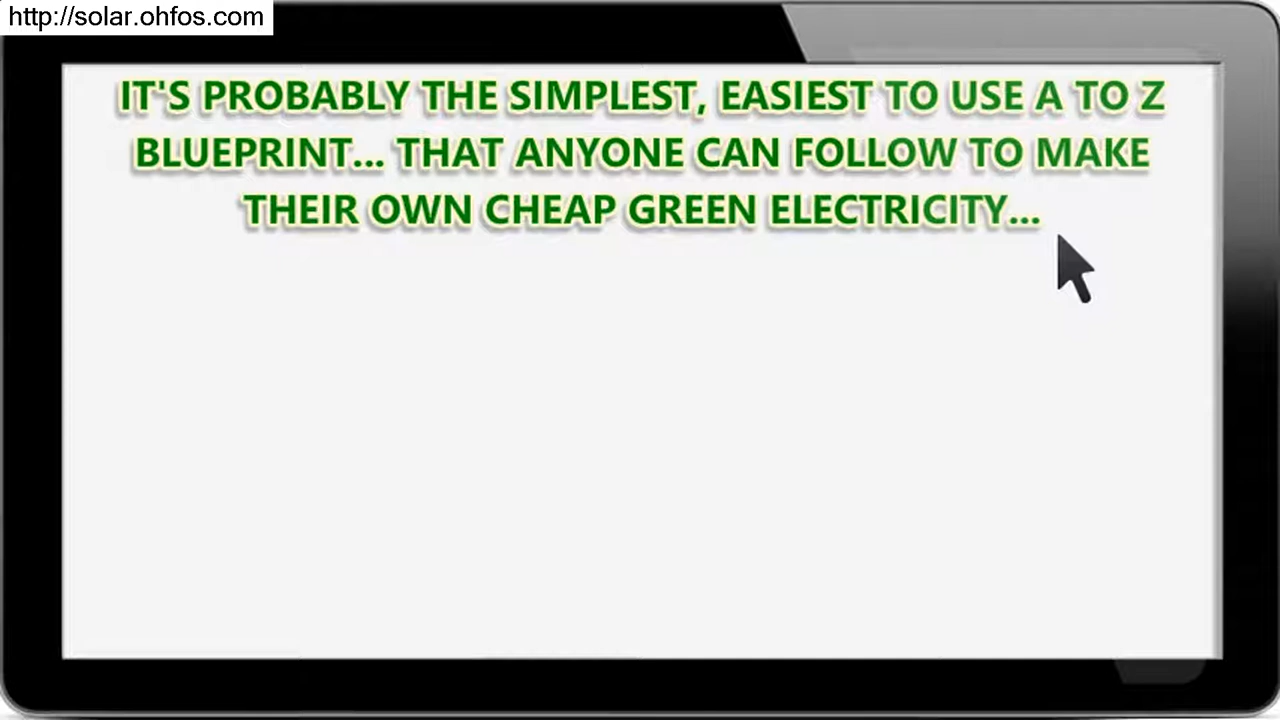 http://solar.ohfos.com
IT'S PROBABLY THE SIMPLEST, EASIEST TO USE A TO Z
BLUEPRINT... THAT ANYONE CAN FOLLOW TO MAKE
THEIR OWN CHEAP GREEN ELECTRICITY...